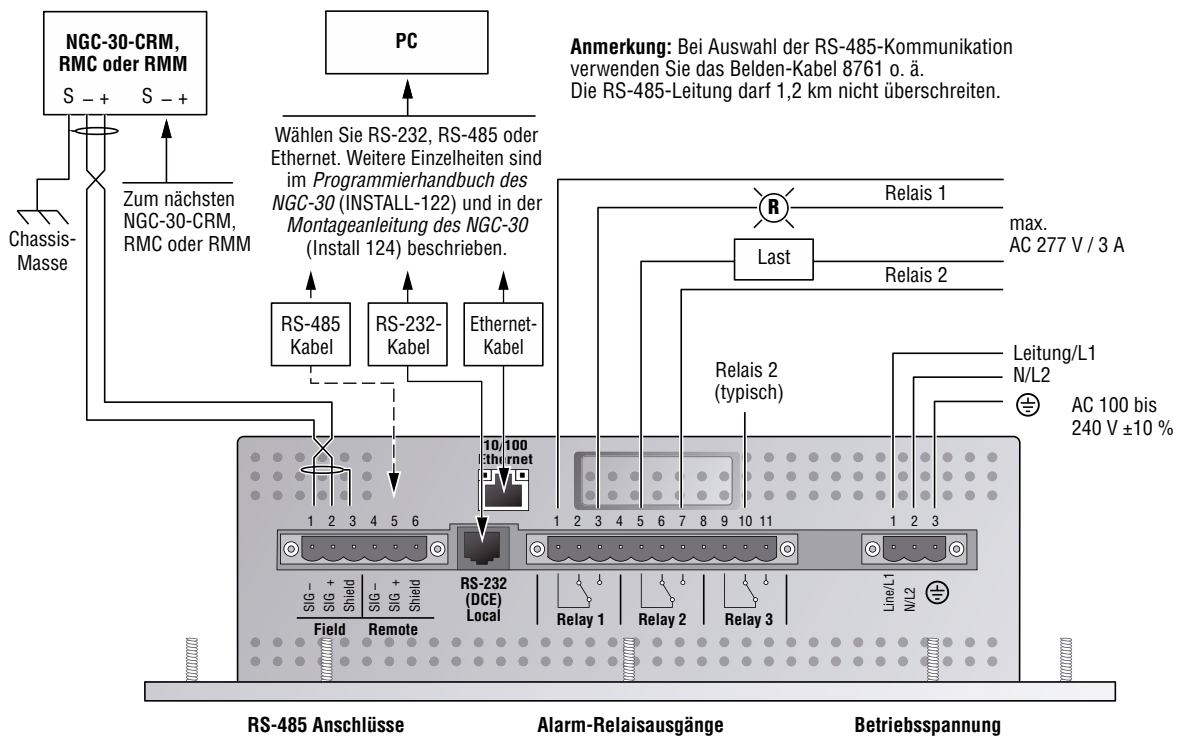 NGC-30-CRM,
RMC oder RMM
S – + S – +
PC
Anmerkung: Bei Auswahl der RS-485-Kommunikation
verwenden Sie das Belden-Kabel 8761 o. ä.
Die RS-485-Leitung darf 1,2 km nicht überschreiten.
Wählen Sie RS-232, RS-485 oder
Ethernet. Weitere Einzelheiten sind
im Programmierhandbuch des
NGC-30 (INSTALL-122) und in der
Montageanleitung des NGC-30
(Install 124) beschrieben.
Zum nächsten
NGC-30-CRM,
RMC oder RMM
Chassis-
Masse
Relais 1
R
max.
AC 277 V / 3 A
Last
Relais 2
RS-485
Kabel
RS-232-
Kabel
Ethernet-
Kabel
Relais 2
(typisch)
Leitung/L1
N/L2
AC 100 bis
240 V ±10 %
10/100
Ethernet
1 2 3 4 5 6
1 2 3 4 5 6 7 8 9 10 11
1 2 3
SIG –
SIG +
Shield
SIG –
SIG +
Shield
Field Remote
RS-232
(DCE)
Local
Relay 1 Relay 2 Relay 3
Line/L1
N/L2
RS-485 Anschlüsse Alarm-Relaisausgänge Betriebsspannung